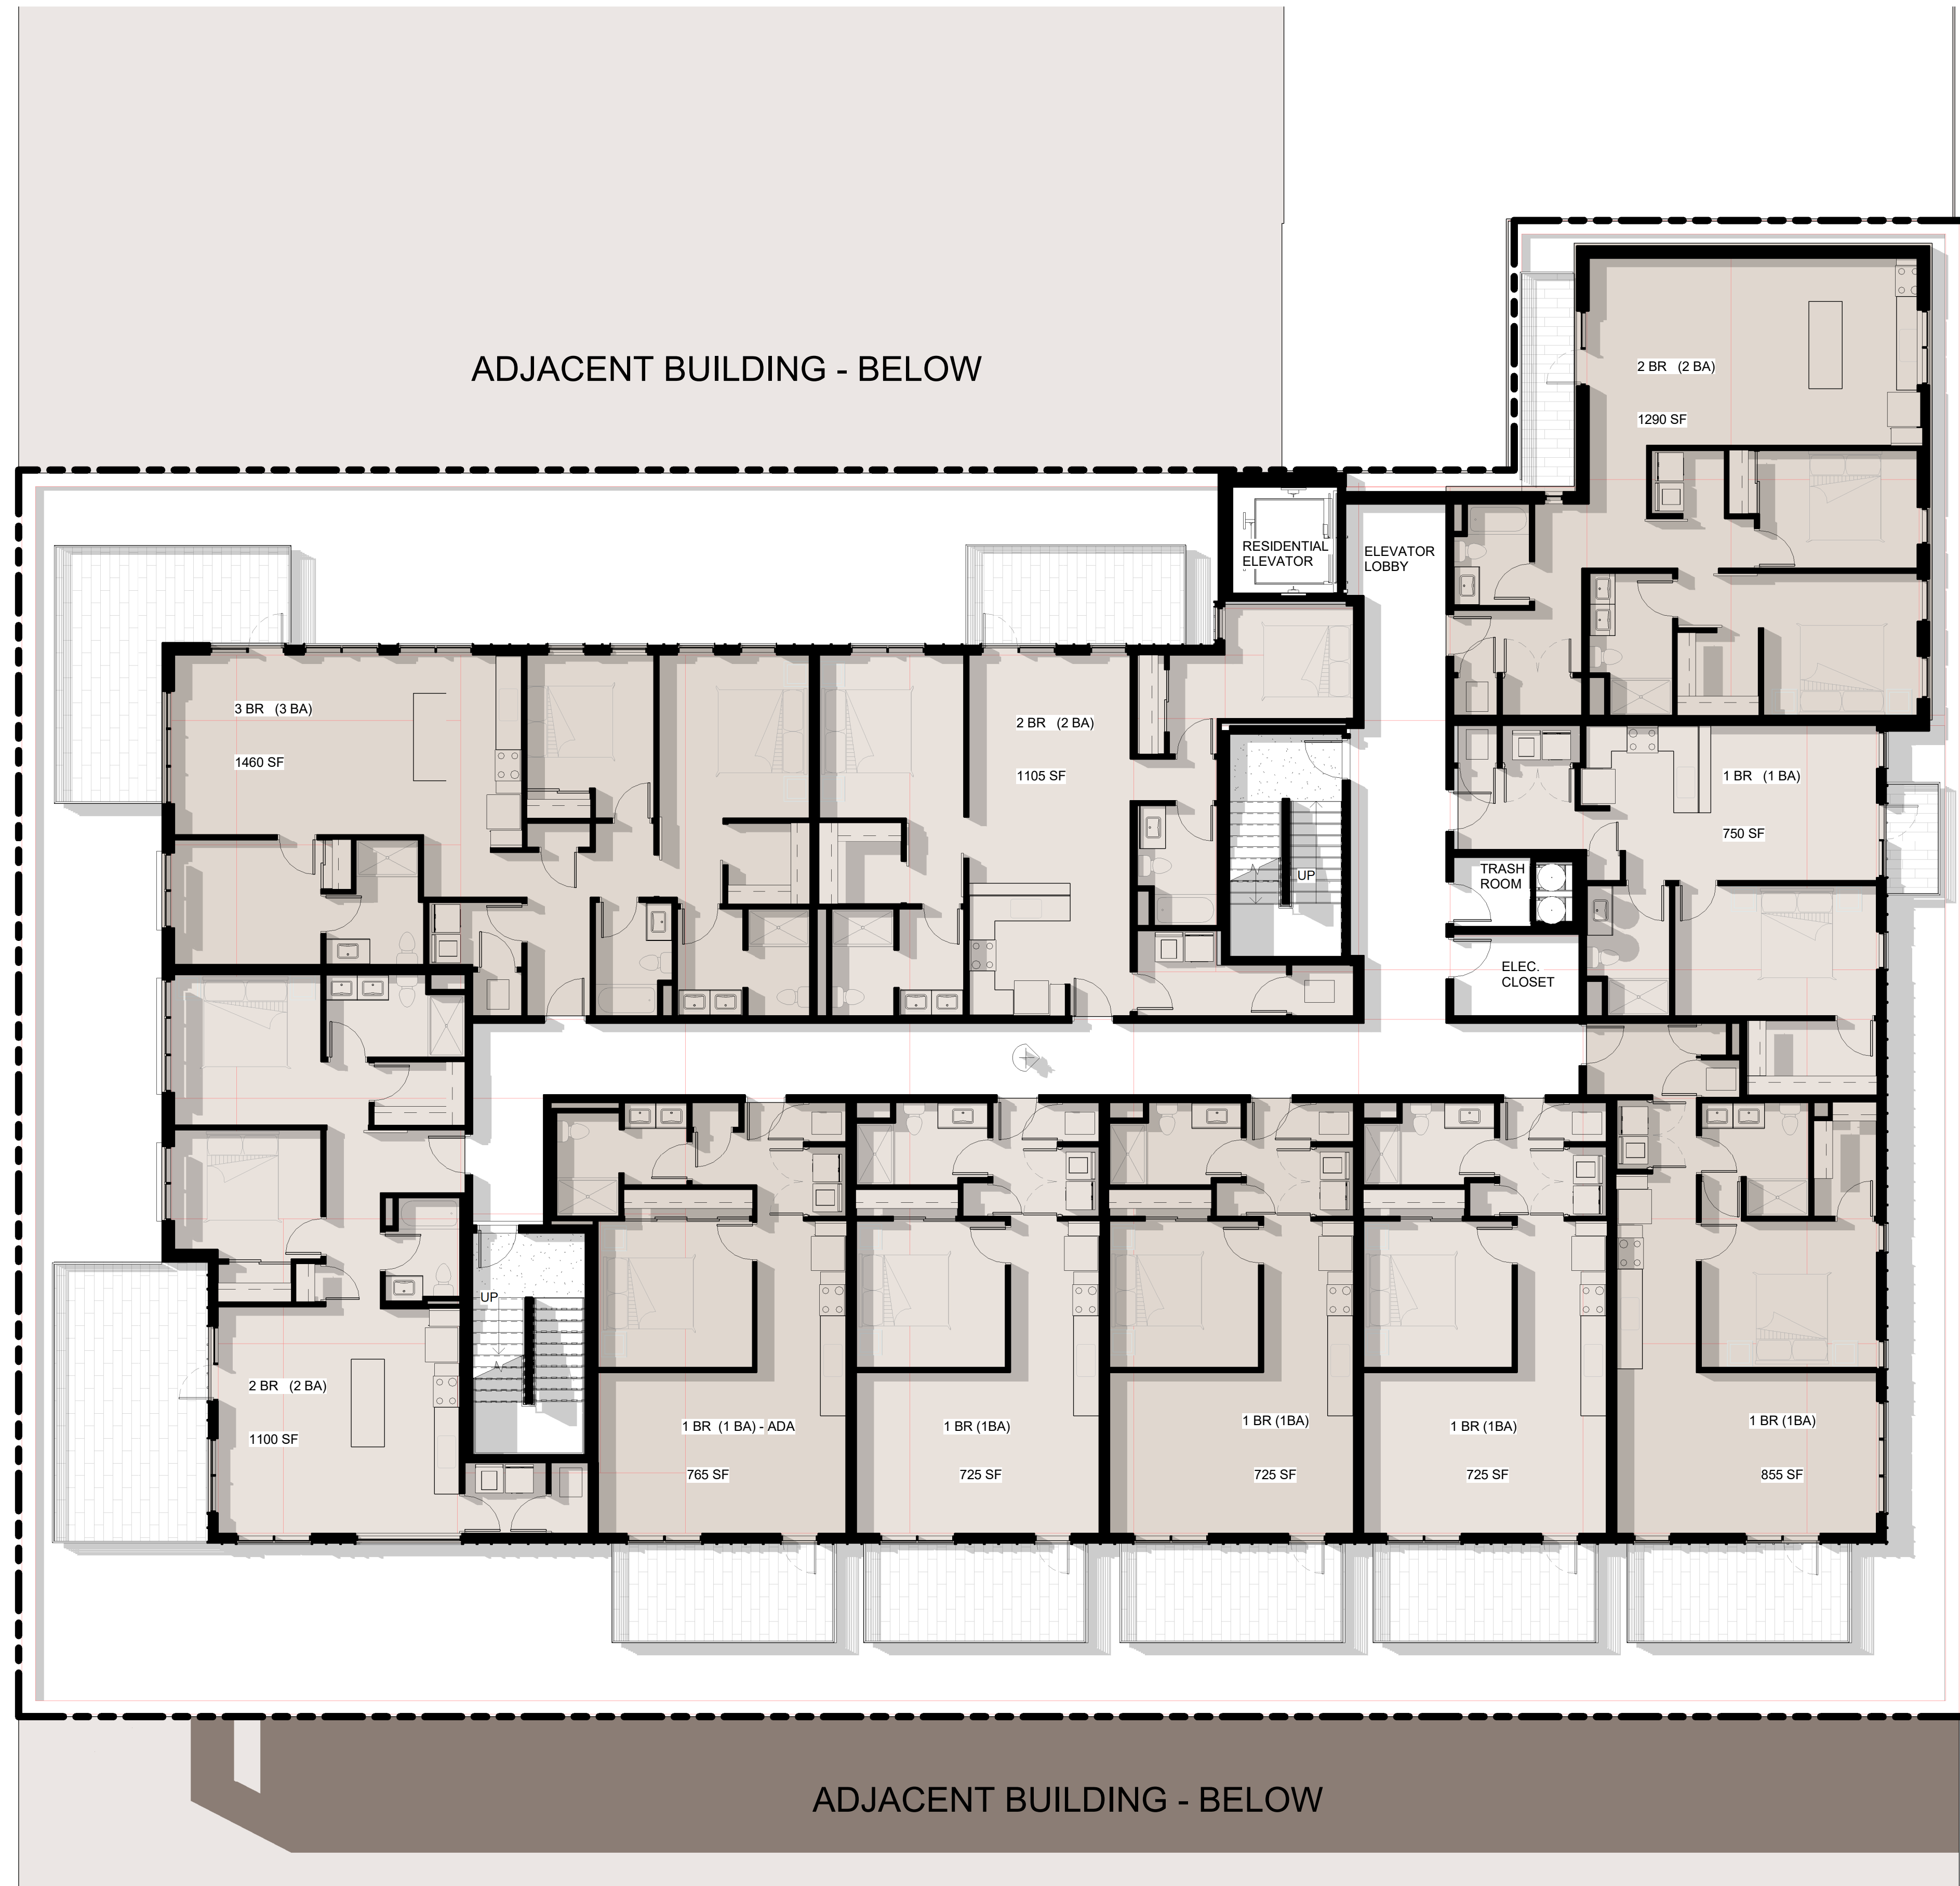 ADJACENT BUILDING - BELOW
2 BR (2 BA)
1290 SF
RESIDENTIAL
ELEVATOR
ELEVATOR
LOBBY
3 BR (3 BA)
1460 SF
2 BR (2 BA)
1105 SF
1 BR (1 BA)
750 SF
UP
TRASH
ROOM
ELEC.
CLOSET
UP
2 BR (2 BA)
1100 SF
1 BR (1 BA) - ADA
765 SF
1 BR (1BA)
725 SF
1 BR (1BA)
725 SF
1 BR (1BA)
725 SF
1 BR (1BA)
855 SF
ADJACENT BUILDING - BELOW